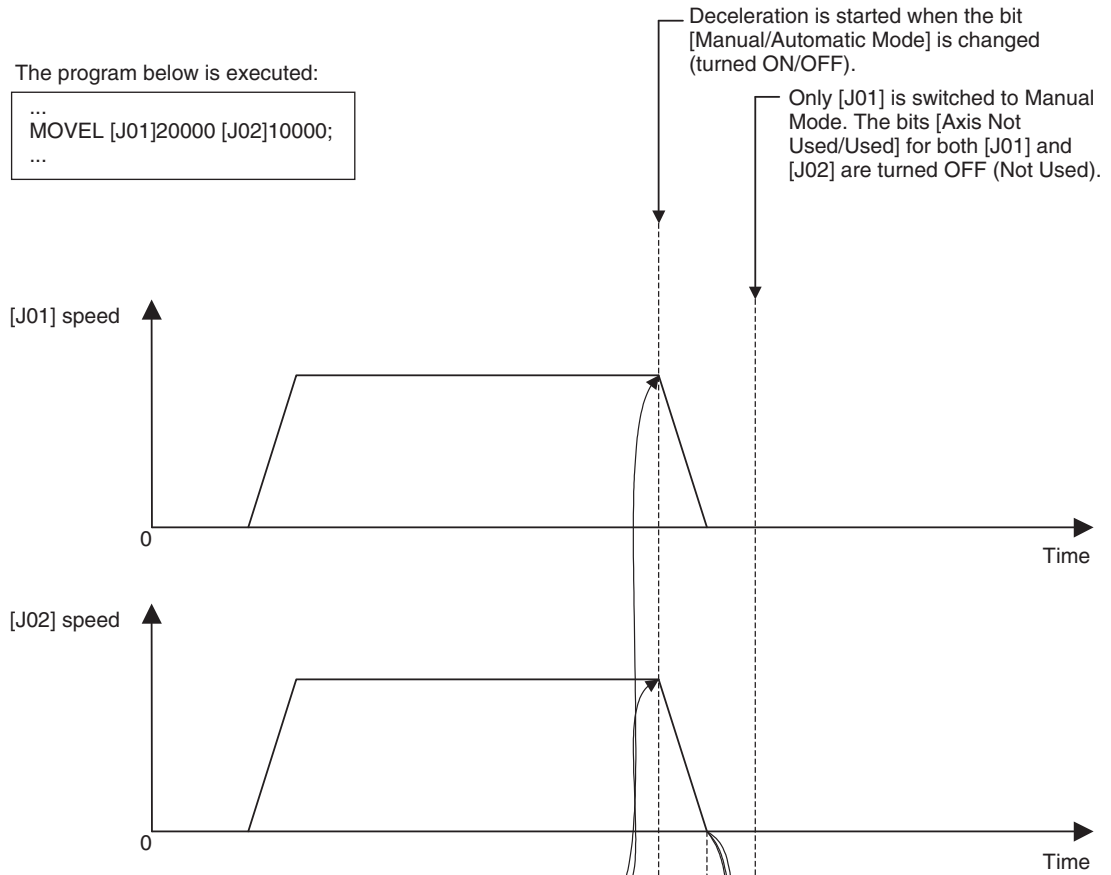 Deceleration is started when the bit
[Manual/Automatic Mode] is changed
(turned ON/OFF).
The program below is executed:
...
MOVEL [J01]20000 [J02]10000;
...
Only [J01] is switched to Manual
Mode. The bits [Axis Not
Used/Used] for both [J01] and
[J02] are turned OFF (Not Used).
[J01] speed
0
Time
[J02] speed
0
Time